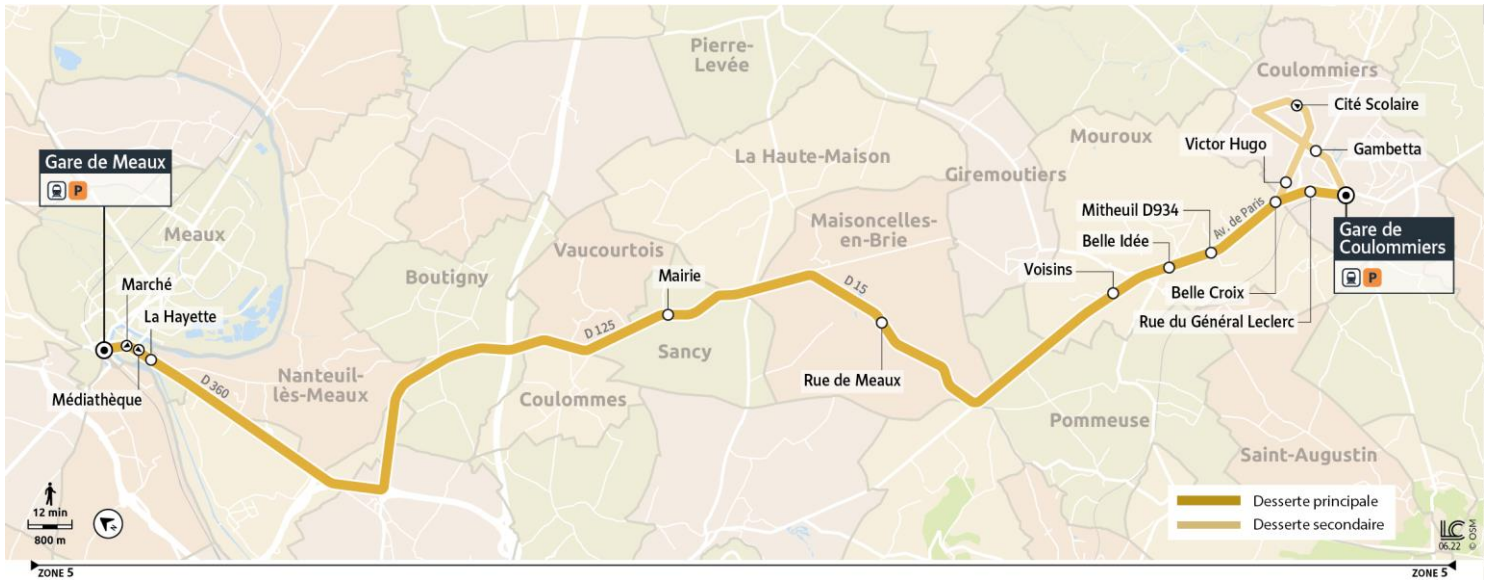 Pierre-
Levée
Coulommiers
Cité Scolaire
Mouroux
Victor Hugo
Gambetta
Gare de Meaux
P
La Haute-Maison
Giremoutiers
Mitheuil D934
Av. de Paris
Gare de
Coulommiers
P
Meaux
Vaucourtois
Maisoncelles-
en-Brie
Belle Idée
Boutigny
Mairie
Voisins
Belle Croix
Marché
La Hayette
D 15
Rue du Général Leclerc
D 125
Sancy
Médiathèque
D 360
Nanteuil-
lès-Meaux
Rue de Meaux
Coulommes
Pommeuse
Saint-Augustin
12 min
800 m
N
Desserte principale
Desserte secondaire
LC
06.22
© OSM
ZONE 5
ZONE 5